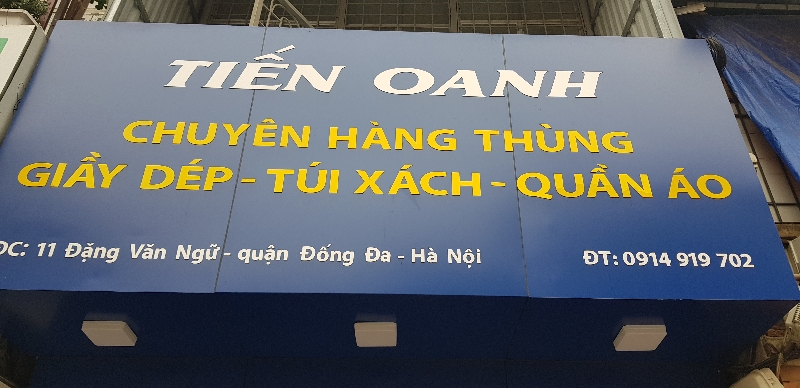 TIẾN OANH
CHUYÊN HÀNG THÙNG
GIẦY DÉP - TÚI XÁCH - QUẦN ÁO
ĐC: 11 Đặng Văn Ngữ - quận Đống Đa - Hà Nội ĐT: 0914 919 702